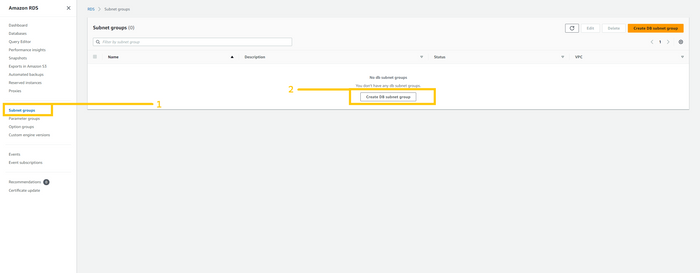 Amazon RDS
RDS > Subnet groups
Dashboard
Databases
Query Editor
Performance Insights
Snapshots
Exports in Amazon S3
Automated backups
Reserved instances
Proxies
Subnet groups
Parameter groups
Option groups
Custom engine versions
Events
Event subscriptions
Recommendations
Certificate update
1
Subnet groups (0)
Edit Delete Create DB subnet group
Filter by subnet group
1
Name Description Status VPC
No db subnet groups
You don't have any db subnet groups.
2
Create DB subnet group